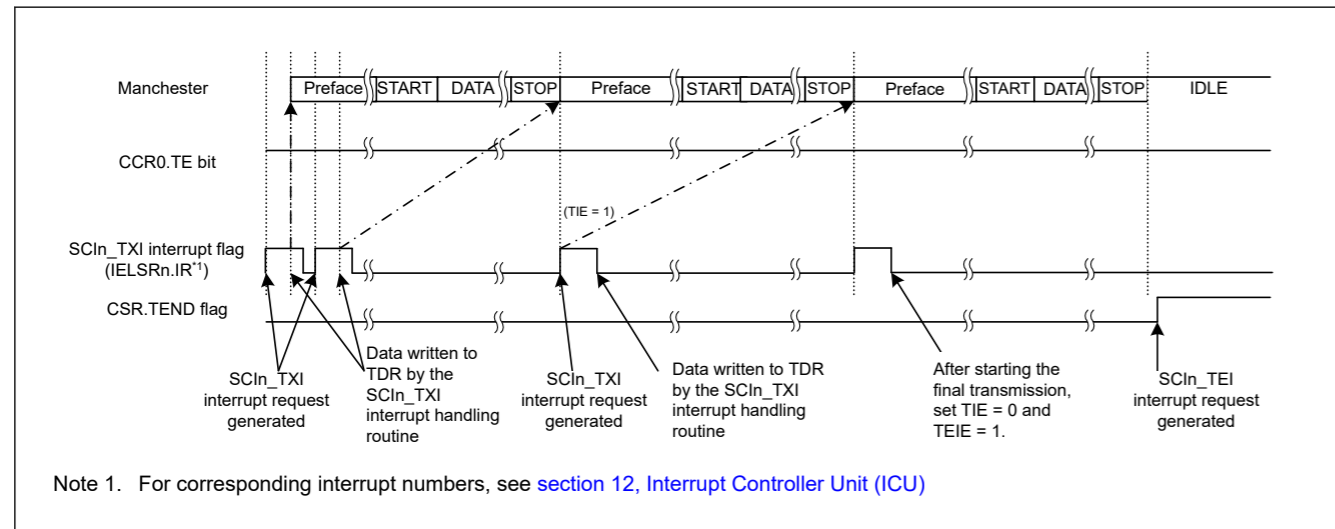 Manchester
Preface START DATA STOP Preface START DATA STOP Preface START DATA STOP IDLE
CCR0.TE bit
(TIE = 1)
SCIn_TXI interrupt flag
(IELSRn.IR*1)
CSR.TEND flag
SCIn_TXI
interrupt request
generated
Data written to
TDR by the
SCIn_TXI
interrupt handling
routine
SCIn_TXI
interrupt request
generated
Data written to TDR
by the SCIn_TXI
interrupt handling
routine
After starting the
final transmission,
set TIE = 0 and
TEIE = 1.
SCIn_TEI
interrupt request
generated
Note 1. For corresponding interrupt numbers, see section 12, Interrupt Controller Unit (ICU)